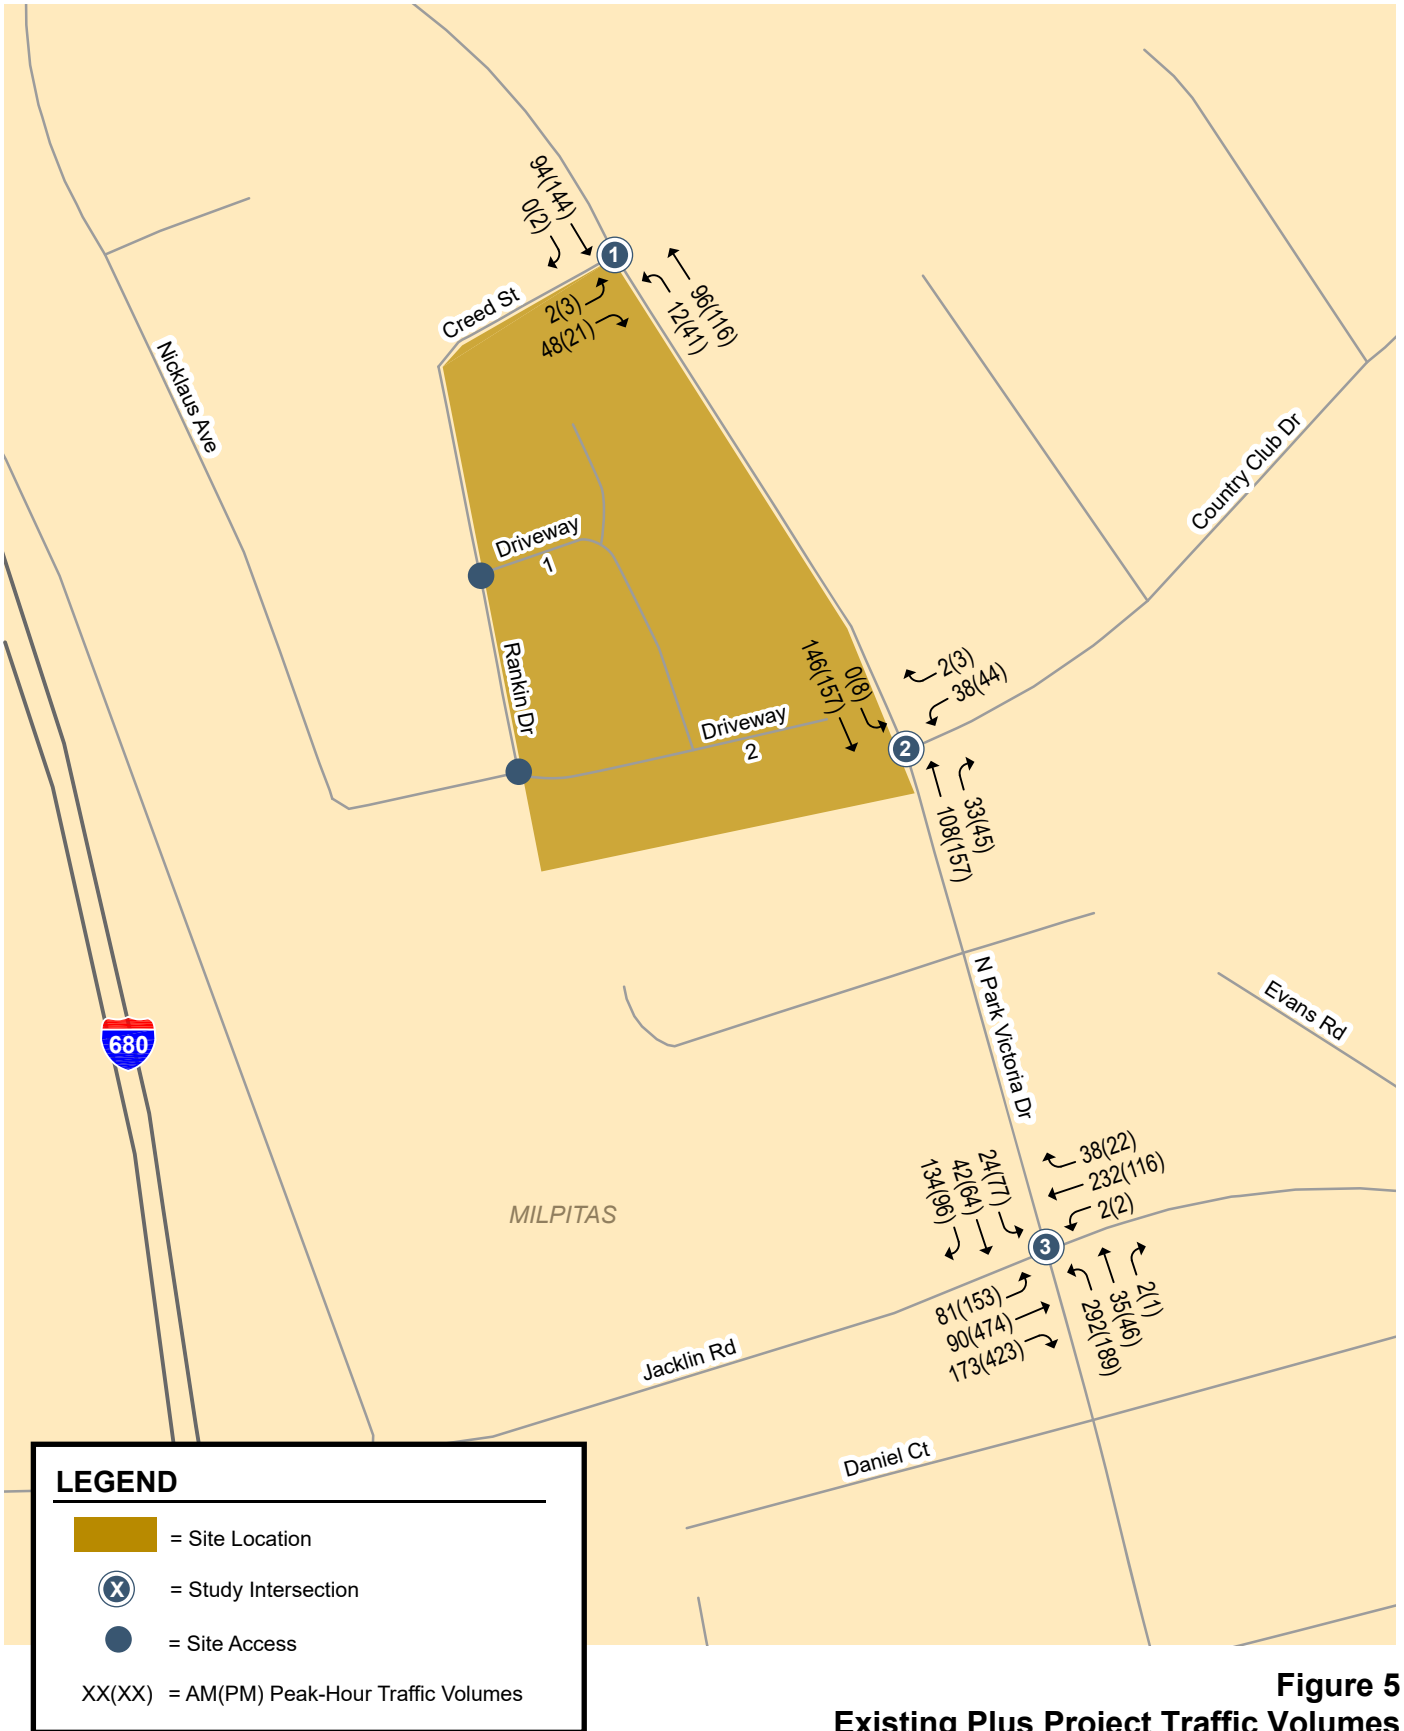 94(144)
0(2)
1
96(116)
12(41)
2(3)
48(21)
Creed St
Nicklaus Ave
Country Club Dr
Driveway
1
Rankin Dr
2(3)
38(44)
0(8)
146(157)
Driveway
2
2
33(45)
108(157)
N Park Victoria Dr
Evans Rd
680
38(22)
232(116)
2(2)
24(77)
42(64)
134(96)
MILPITAS
3
81(153)
90(474)
173(423)
2(1)
35(46)
292(189)
Jacklin Rd
Daniel Ct
LEGEND
= Site Location
X = Study Intersection
= Site Access
XX(XX) = AM(PM) Peak-Hour Traffic Volumes
Figure 5
Existing Plus Project Traffic Volumes